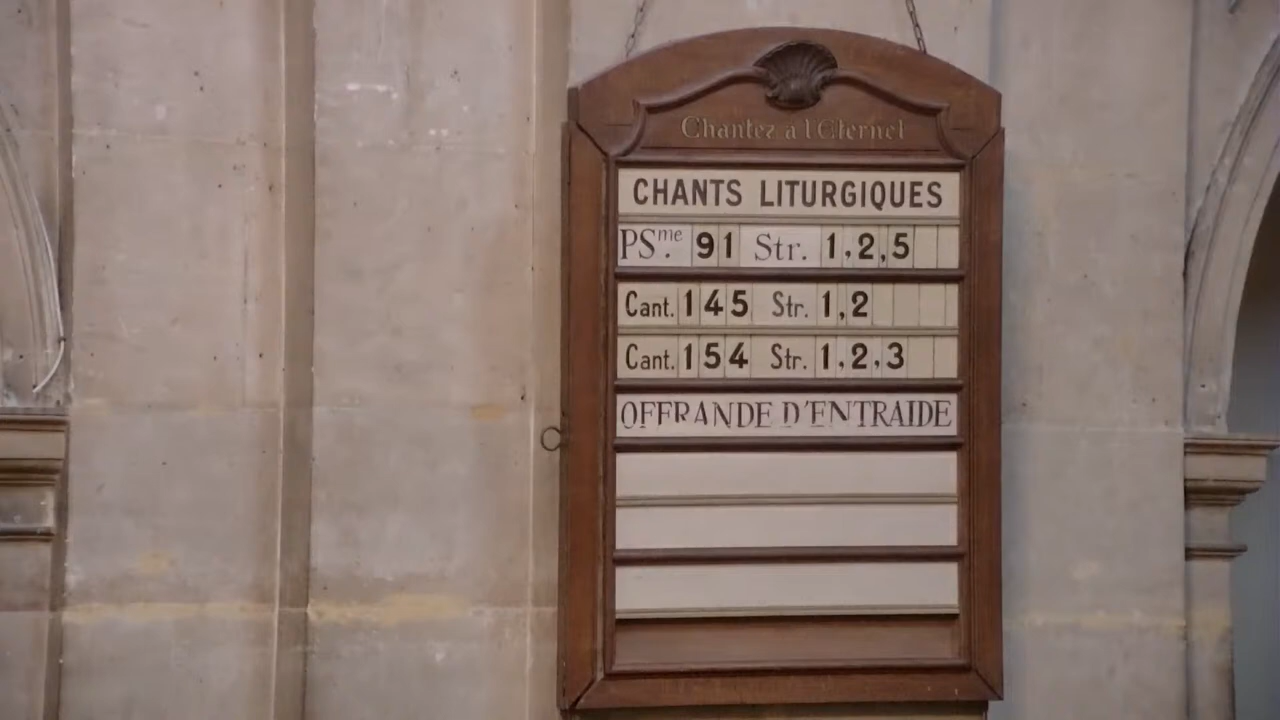 Chantez a l'Eternel
CHANTS LITURGIQUES
PSme. 91 Str. 1,2,5
Cant. 145 Str. 1,2
Cant. 154 Str. 1,2,3
OFFRANDE D'ENTRAIDE